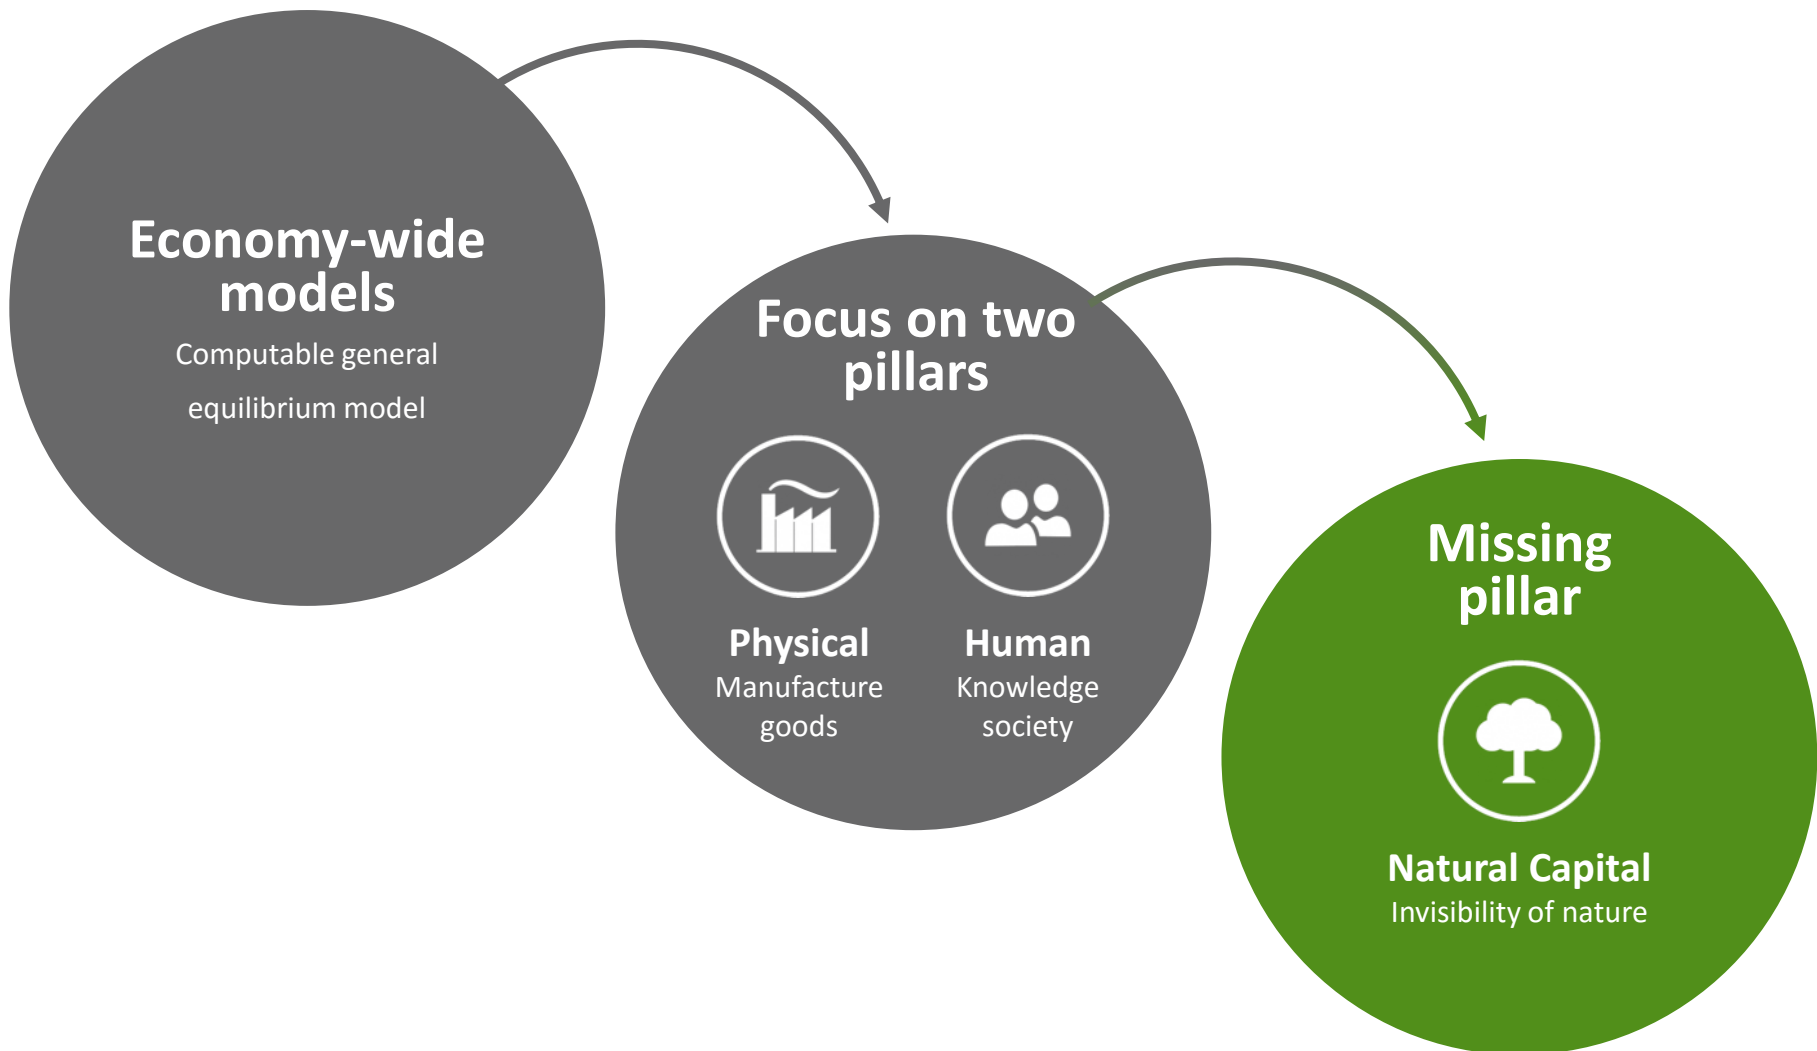 Economy-wide
models
Computable general
equilibrium model
Focus on two
pillars
Physical
Manufacture
goods
Human
Knowledge
society
Missing
pillar
Natural Capital
Invisibility of nature